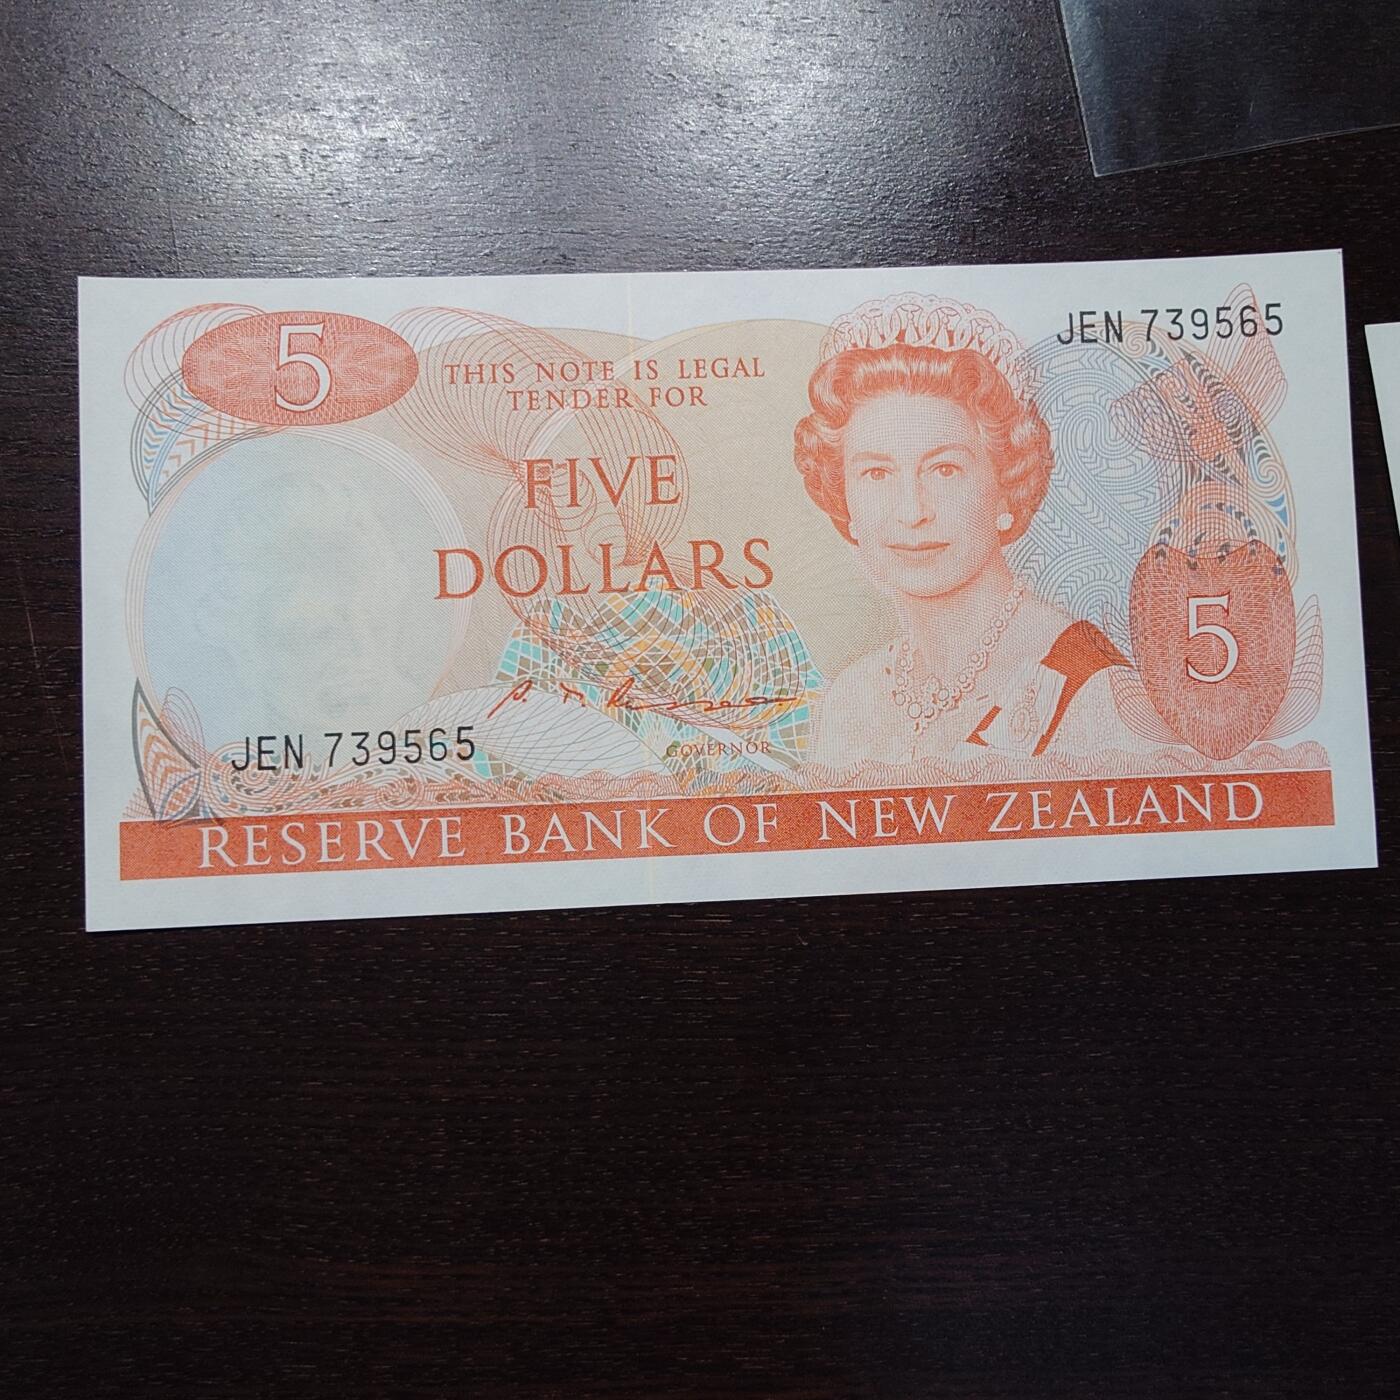 5
JEN 739565
THIS NOTE IS LEGAL
TENDER FOR
FIVE
DOLLARS
5
GOVERNOR
JEN 739565
RESERVE BANK OF NEW ZEALAND